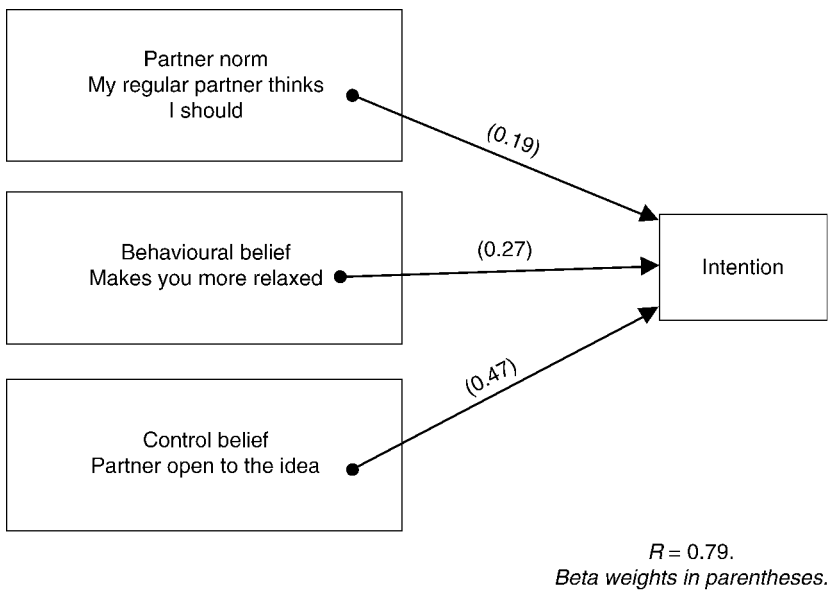 Partner norm
My regular partner thinks
I should
(0.19)
Behavioural belief
Makes you more relaxed
(0.27)
Intention
(0.47)
Control belief
Partner open to the idea
R = 0.79.
Beta weights in parentheses.